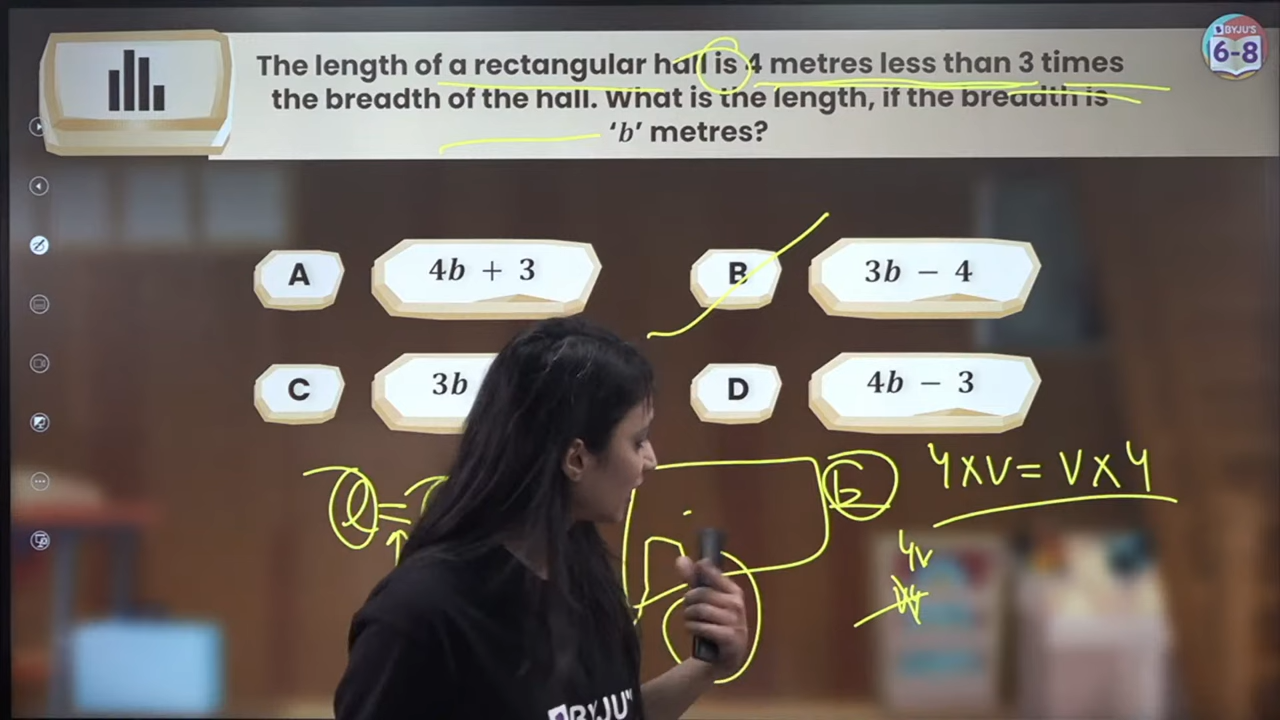 The length of a rectangular hall is 4 metres less than 3 times
the breadth of the hall. What is the length, if the breadth is
'b' metres?
BYJU'S
6-8
A 4b + 3
B 3b − 4
C 3b
D 4b − 3
l =
b
4 x v = v x 4
4v
v4
BYJU'